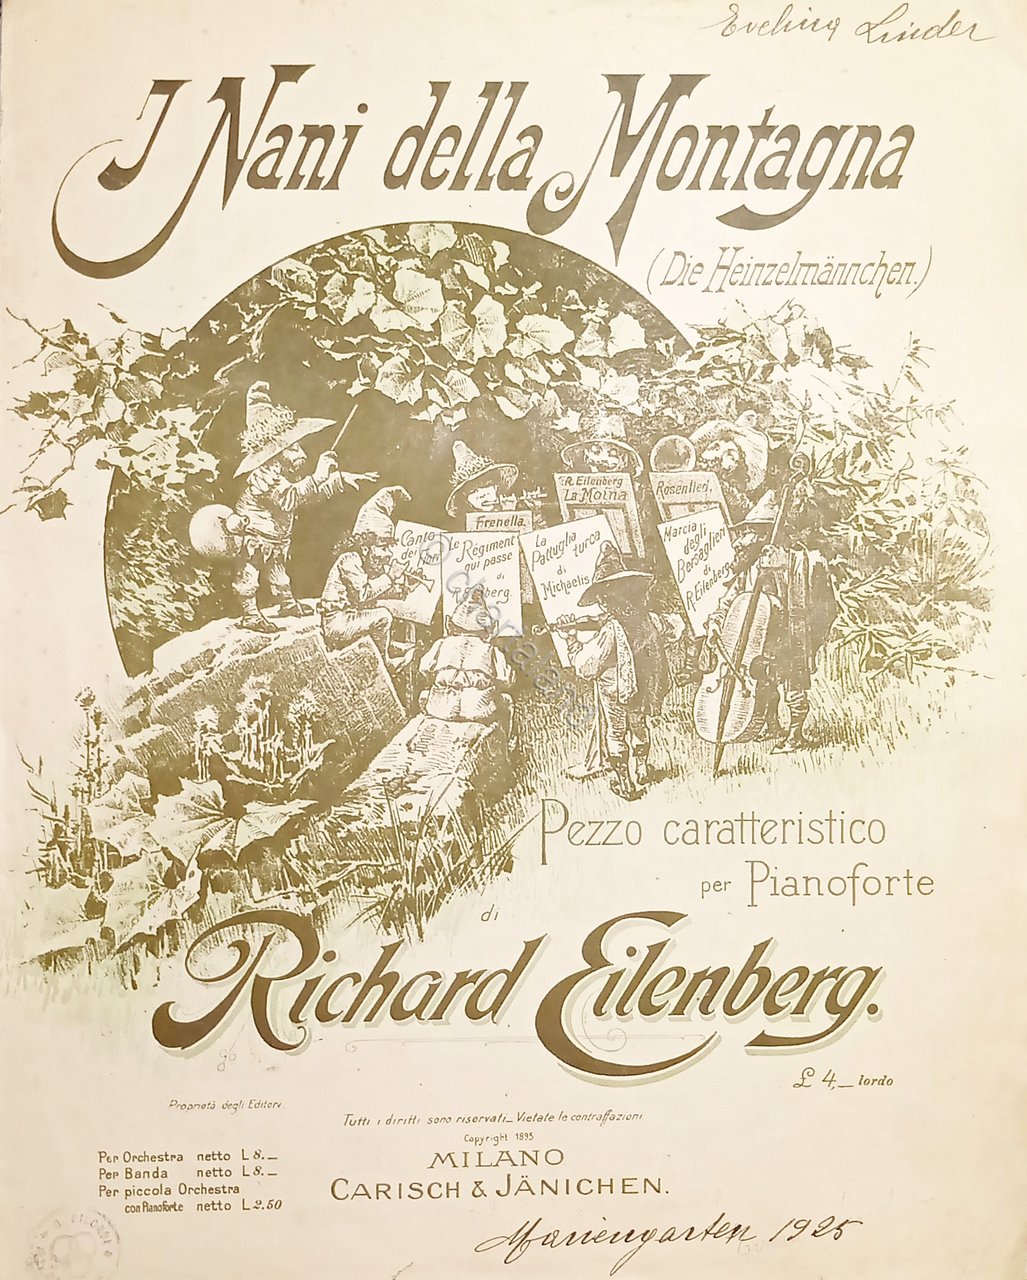 Evelina Linder
I Nani della Montagna
(Die Heinzelmännchen.)
R. Eilenberg
La Moina
Rosenlied.
Frenella.
Canto
dei fiori
Le Régiment
qui passe
di
R. Eilenberg
La
Pattuglia
turca
di
Michaelis
Marcia
degli
Bersaglieri
di
R. Eilenberg
Pezzo caratteristico
per Pianoforte
di
Richard Eilenberg.
£ 4,_ lordo
Proprietà degli Editori.
Tutti i diritti sono riservati_ Vietate le contraffazioni
Copyright 1895
MILANO
CARISCH & JÄNICHEN.
Per Orchestra netto L 8._
Per Banda netto L 8._
Per piccola Orchestra
con Pianoforte netto L 2.50
Mariengarten 1925